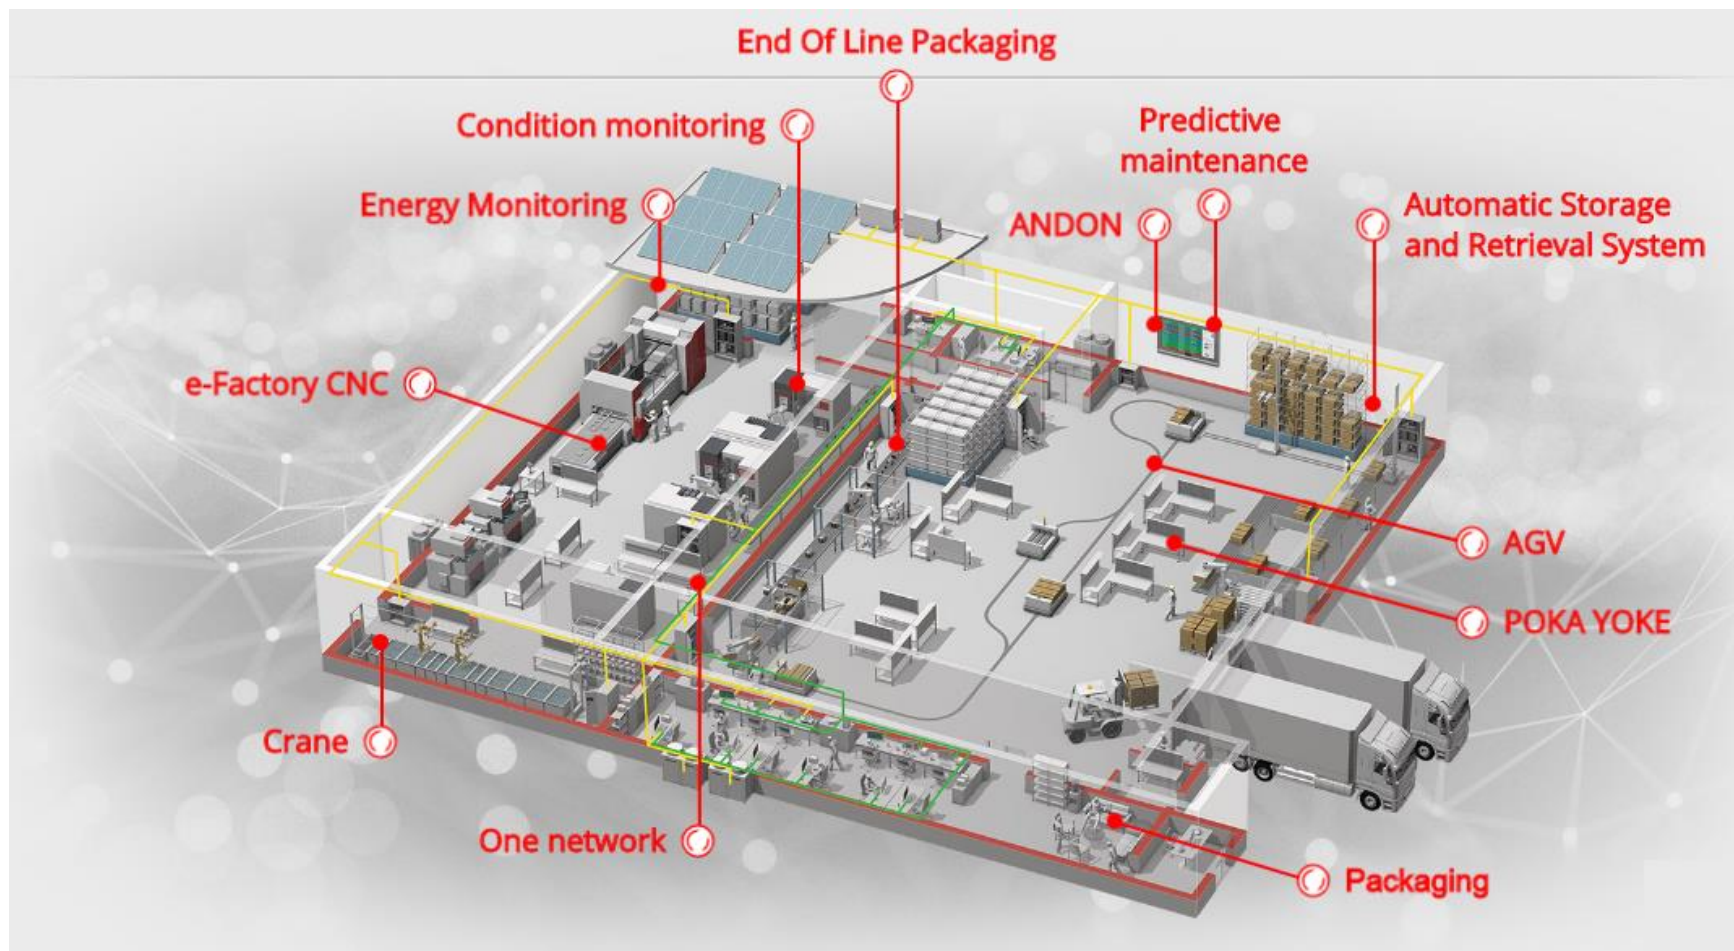 End Of Line Packaging
Condition monitoring
Predictive
maintenance
Energy Monitoring
ANDON
Automatic Storage
and Retrieval System
e-Factory CNC
AGV
POKA YOKE
Crane
One network
Packaging